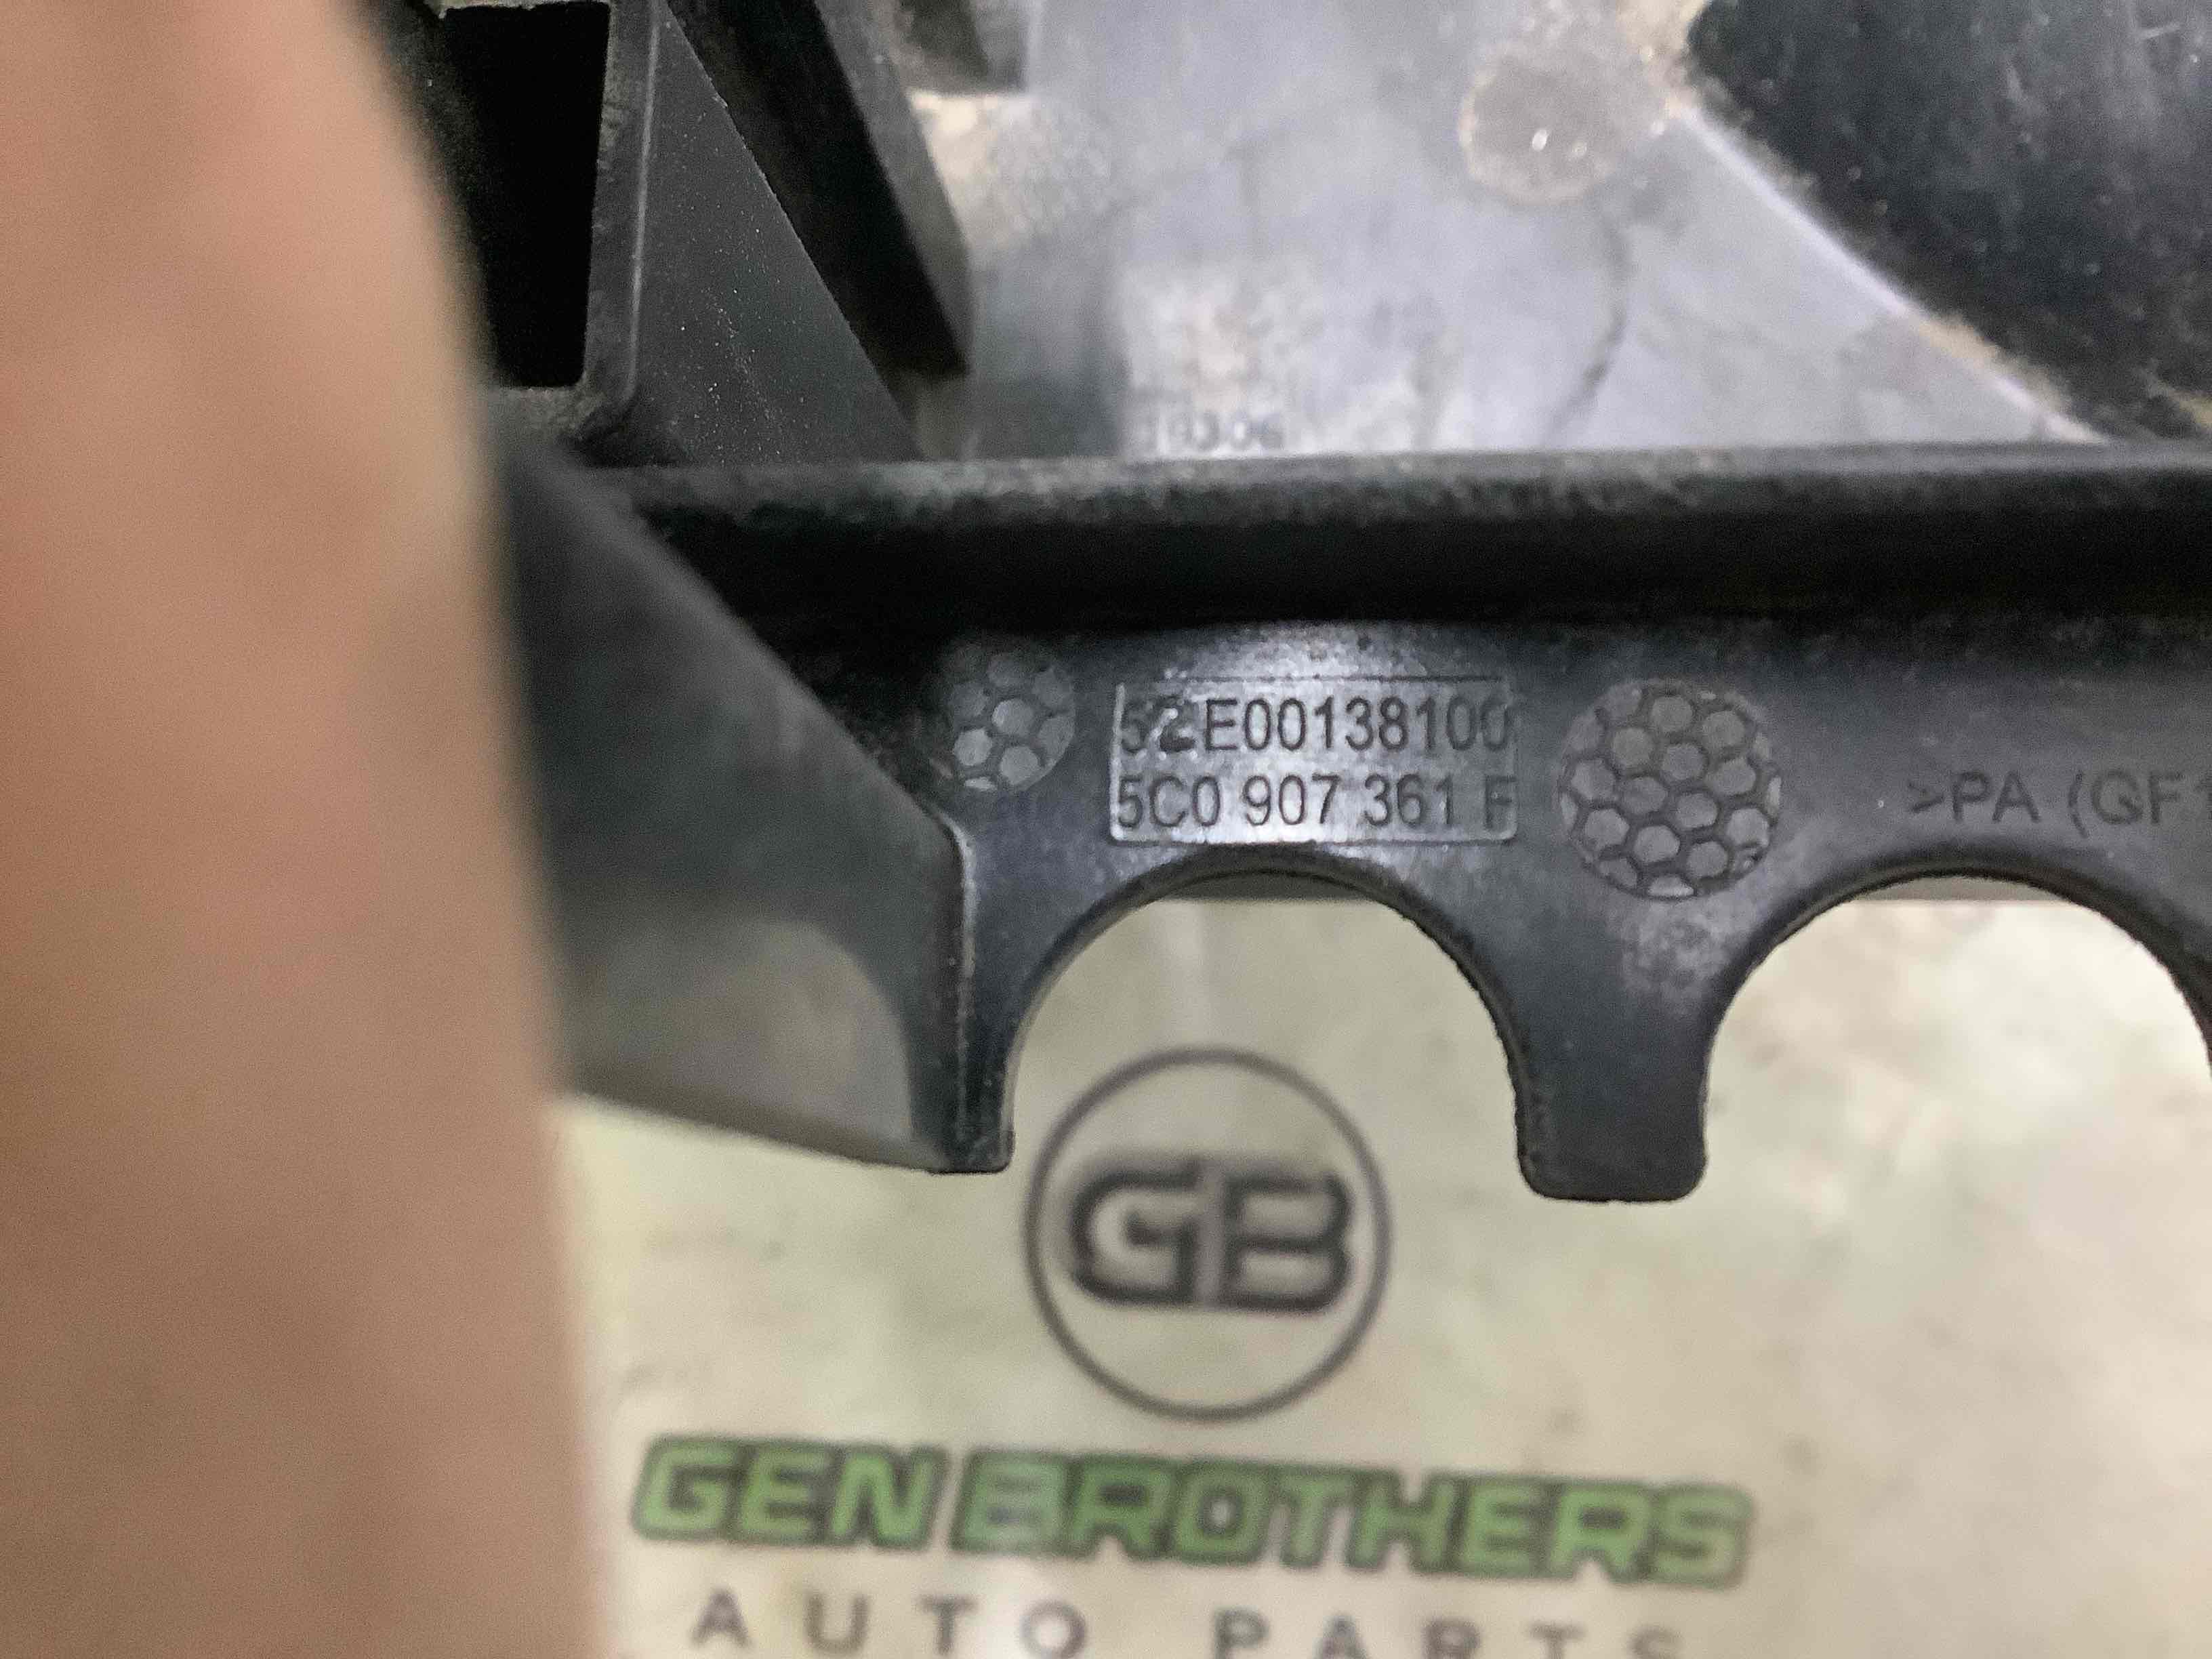 52E00138100
5C0 907 361 F
>PA (GF
GB
GEN BROTHERS
AUTO PARTS